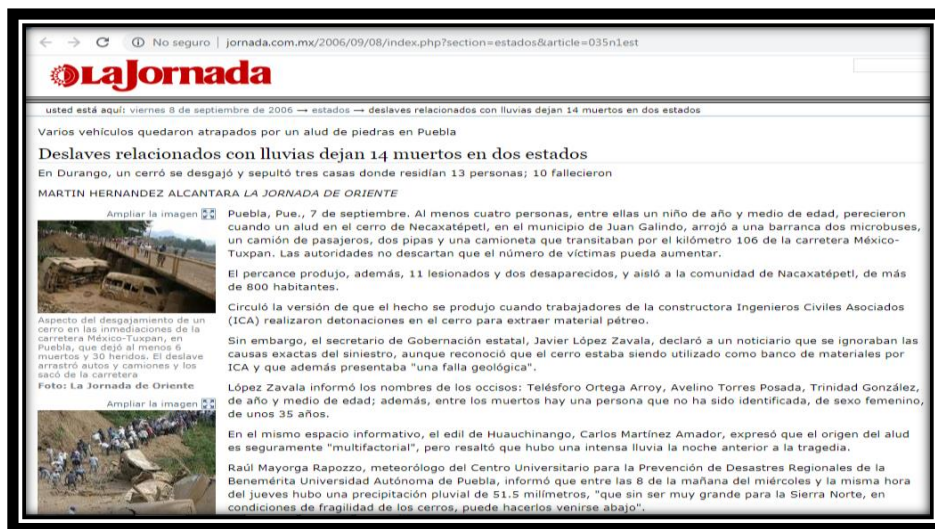 No seguro | jornada.com.mx/2006/09/08/index.php?section=estados&article=035n1est
La Jornada
usted está aquí: viernes 8 de septiembre de 2006 → estados → deslaves relacionados con lluvias dejan 14 muertos en dos estados
Varios vehículos quedaron atrapados por un alud de piedras en Puebla
Deslaves relacionados con lluvias dejan 14 muertos en dos estados
En Durango, un cerró se desgajó y sepultó tres casas donde residían 13 personas; 10 fallecieron
MARTIN HERNANDEZ ALCANTARA LA JORNADA DE ORIENTE
Ampliar la imagen
Aspecto del desgajamiento de un
cerro en las inmediaciones de la
carretera México-Tuxpan, en
Puebla, que dejó al menos 6
muertos y 30 heridos. El deslave
arrastró autos y camiones y los
sacó de la carretera
Foto: La Jornada de Oriente
Ampliar la imagen
Puebla, Pue., 7 de septiembre. Al menos cuatro personas, entre ellas un niño de año y medio de edad, perecieron
cuando un alud en el cerro de Necaxatépetl, en el municipio de Juan Galindo, arrojó a una barranca dos microbuses,
un camión de pasajeros, dos pipas y una camioneta que transitaban por el kilómetro 106 de la carretera México-
Tuxpan. Las autoridades no descartan que el número de víctimas pueda aumentar.
El percance produjo, además, 11 lesionados y dos desaparecidos, y aisló a la comunidad de Nacaxatépetl, de más
de 800 habitantes.
Circuló la versión de que el hecho se produjo cuando trabajadores de la constructora Ingenieros Civiles Asociados
(ICA) realizaron detonaciones en el cerro para extraer material pétreo.
Sin embargo, el secretario de Gobernación estatal, Javier López Zavala, declaró a un noticiario que se ignoraban las
causas exactas del siniestro, aunque reconoció que el cerro estaba siendo utilizado como banco de materiales por
ICA y que además presentaba "una falla geológica".
López Zavala informó los nombres de los occisos: Telésforo Ortega Arroy, Avelino Torres Posada, Trinidad González,
de año y medio de edad; además, entre los muertos hay una persona que no ha sido identificada, de sexo femenino,
de unos 35 años.
En el mismo espacio informativo, el edil de Huauchinango, Carlos Martínez Amador, expresó que el origen del alud
es seguramente "multifactorial", pero resaltó que hubo una intensa lluvia la noche anterior a la tragedia.
Raúl Mayorga Rapozzo, meteorólogo del Centro Universitario para la Prevención de Desastres Regionales de la
Benemérita Universidad Autónoma de Puebla, informó que entre las 8 de la mañana del miércoles y la misma hora
del jueves hubo una precipitación pluvial de 51.5 milímetros, "que sin ser muy grande para la Sierra Norte, en
condiciones de fragilidad de los cerros, puede hacerlos venirse abajo".